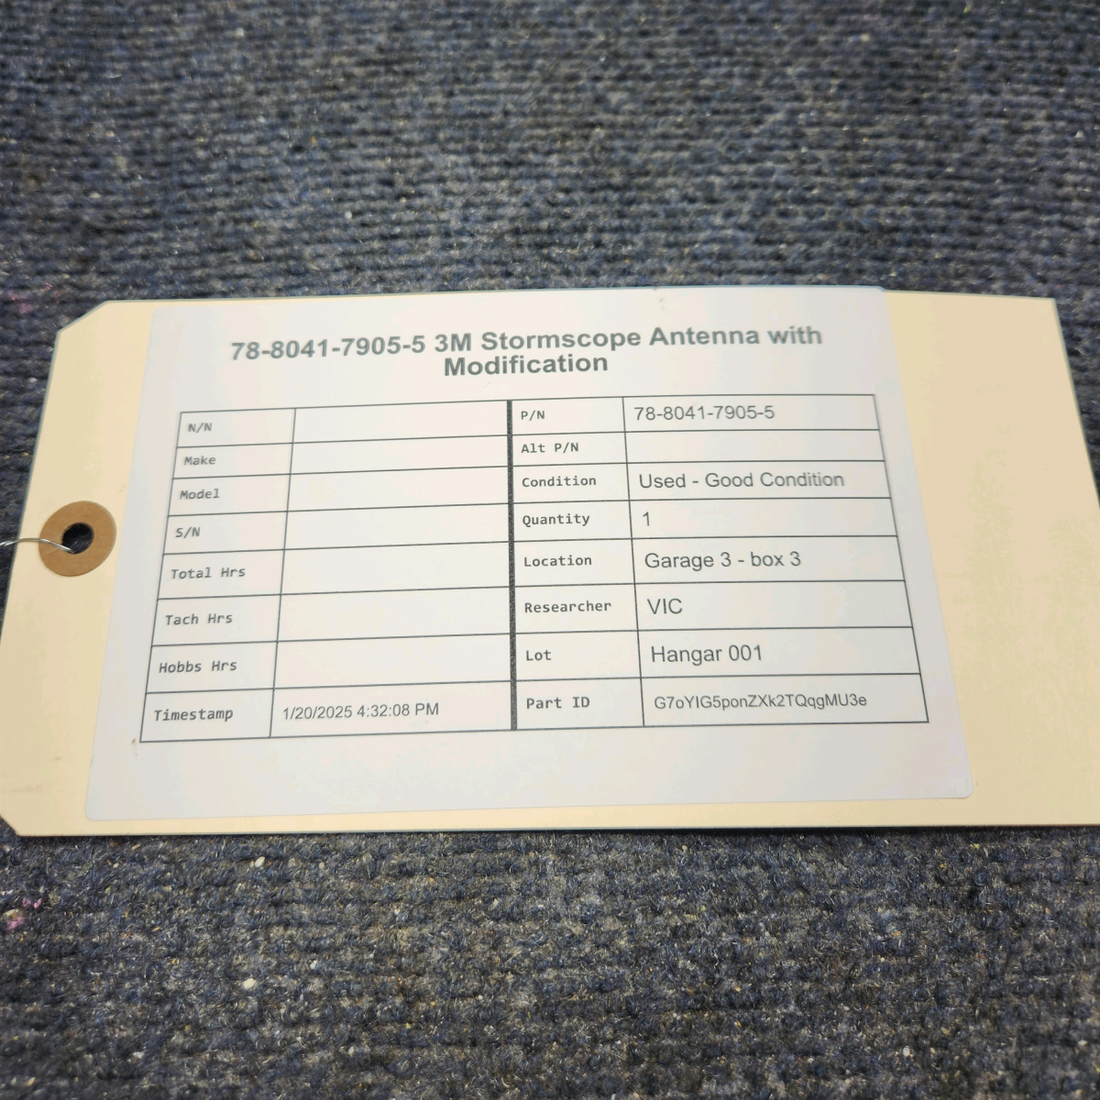 78-8041-7905-5 3M Stormscope Antenna with
Modification
N/N
Make
Model
S/N
Total Hrs
Tach Hrs
Hobbs Hrs
Timestamp 1/20/2025 4:32:08 PM
P/N 78-8041-7905-5
Alt P/N
Condition Used - Good Condition
Quantity 1
Location Garage 3 - box 3
Researcher VIC
Lot Hangar 001
Part ID G7oYIG5ponZXk2TQqgMU3e